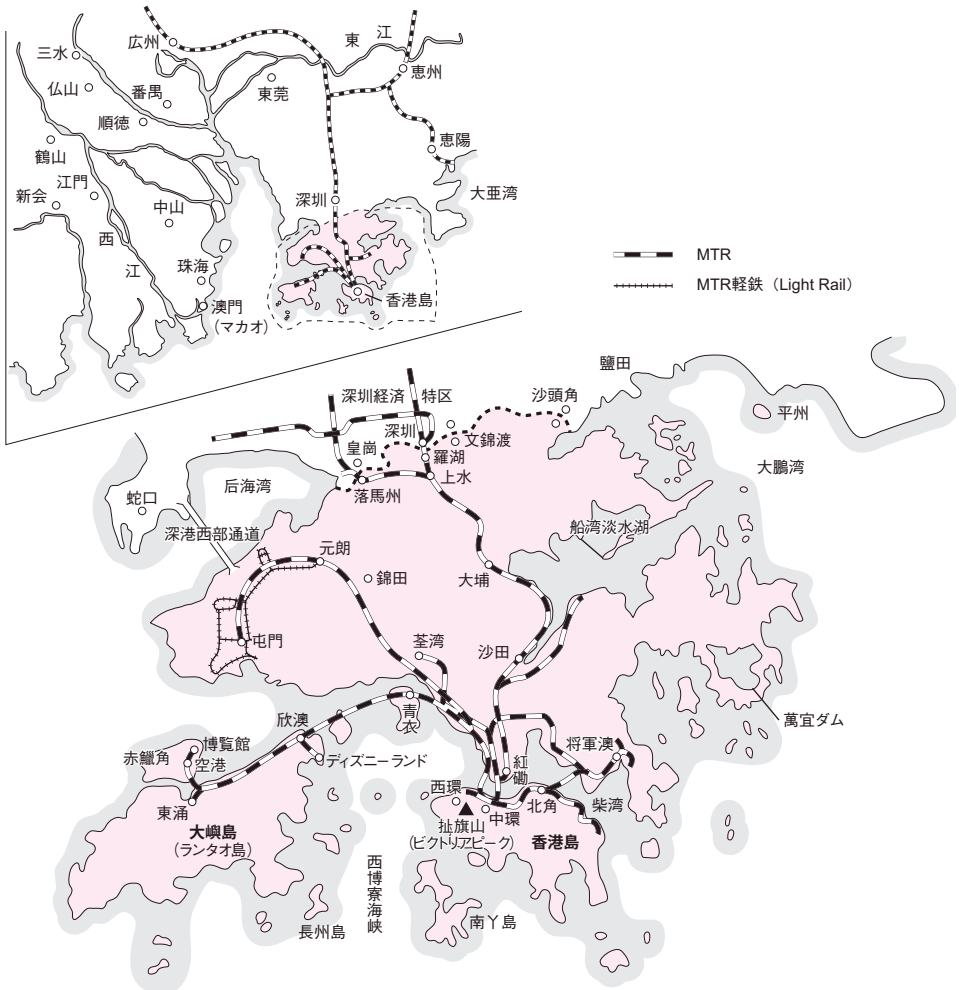 広州
東
江
三水
恵州
仏山
番禺
東莞
順徳
恵陽
鶴山
江門
新会
深圳
大亜湾
中山
西
江
珠海
澳門
(マカオ)
香港島
MTR
MTR軽鉄（Light Rail）
鹽田
深圳経済
特区
沙頭角
平州
深圳
文錦渡
皇崗
羅湖
上水
大鵬湾
后海湾
落馬州
蛇口
深港西部通道
船湾淡水湖
元朗
錦田
大埔
屯門
荃湾
沙田
青
衣
萬宜ダム
欣澳
将軍澳
博覧館
赤鱲角
空港
ディズニーランド
紅
磡
西環
北角
柴湾
東涌
中環
扯旗山
(ビクトリアピーク)
大嶼島
(ランタオ島)
香港島
西
博
寮
海
峡
長州島
南丫島